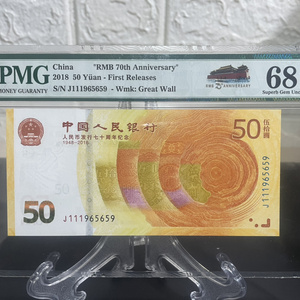 PMG
MONEY GUARANTY
China "RMB 70th Anniversary"
2018 50 Yüan - First Releases
S/N J111965659 - Wmk: Great Wall
68
Superb Gem Unc
中国人民银行
人民币发行七十周年纪念
1948-2018
50
伍拾圆
50
J111965659